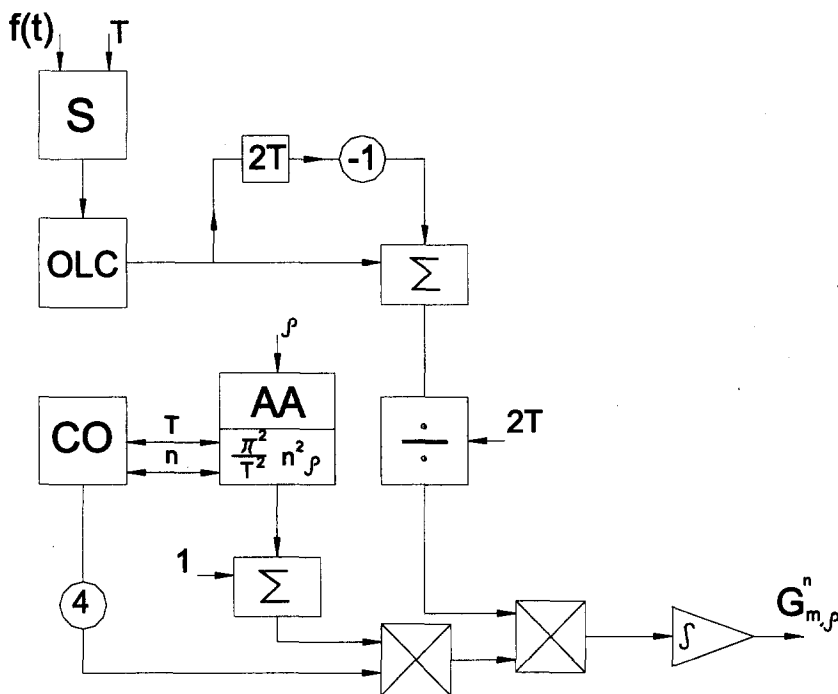 f(t) T
S
2T -1
OLC
Σ
ρ
AA
CO T
n
π²/T² n²ρ
÷ 2T
1 Σ
4
∫ Gⁿm,ρ